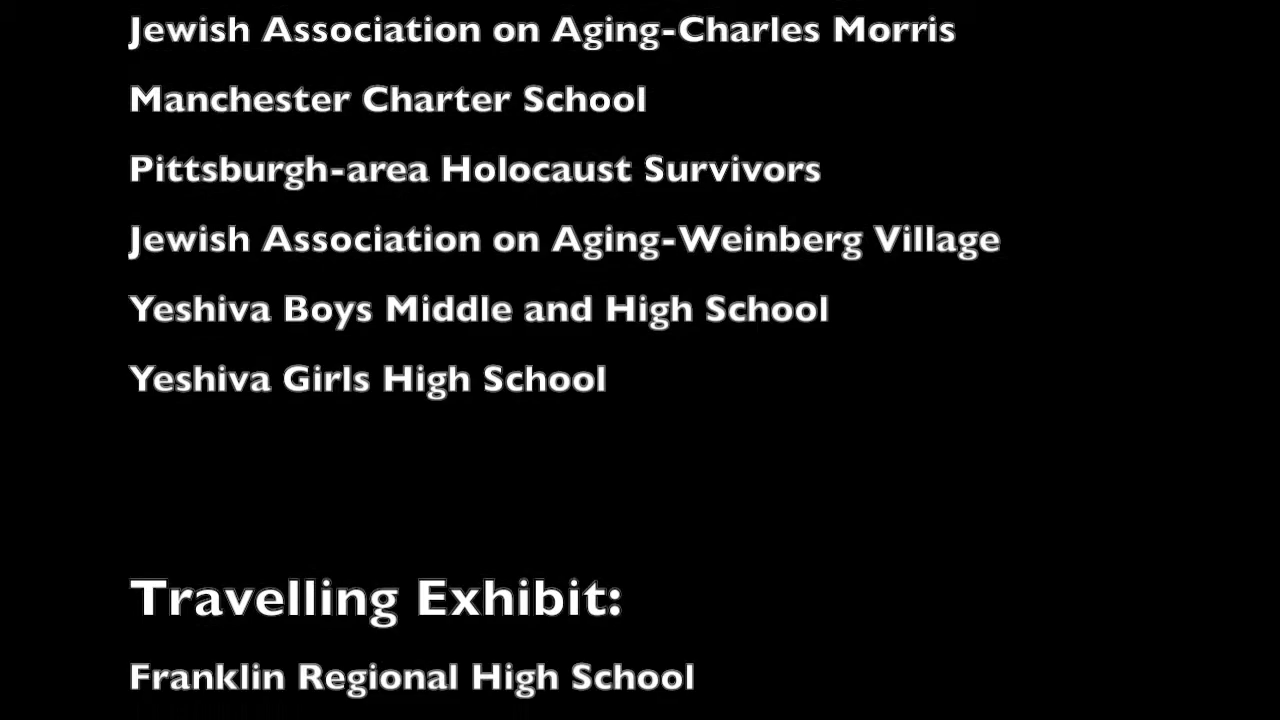 Jewish Association on Aging-Charles Morris
Manchester Charter School
Pittsburgh-area Holocaust Survivors
Jewish Association on Aging-Weinberg Village
Yeshiva Boys Middle and High School
Yeshiva Girls High School
Travelling Exhibit:
Franklin Regional High School